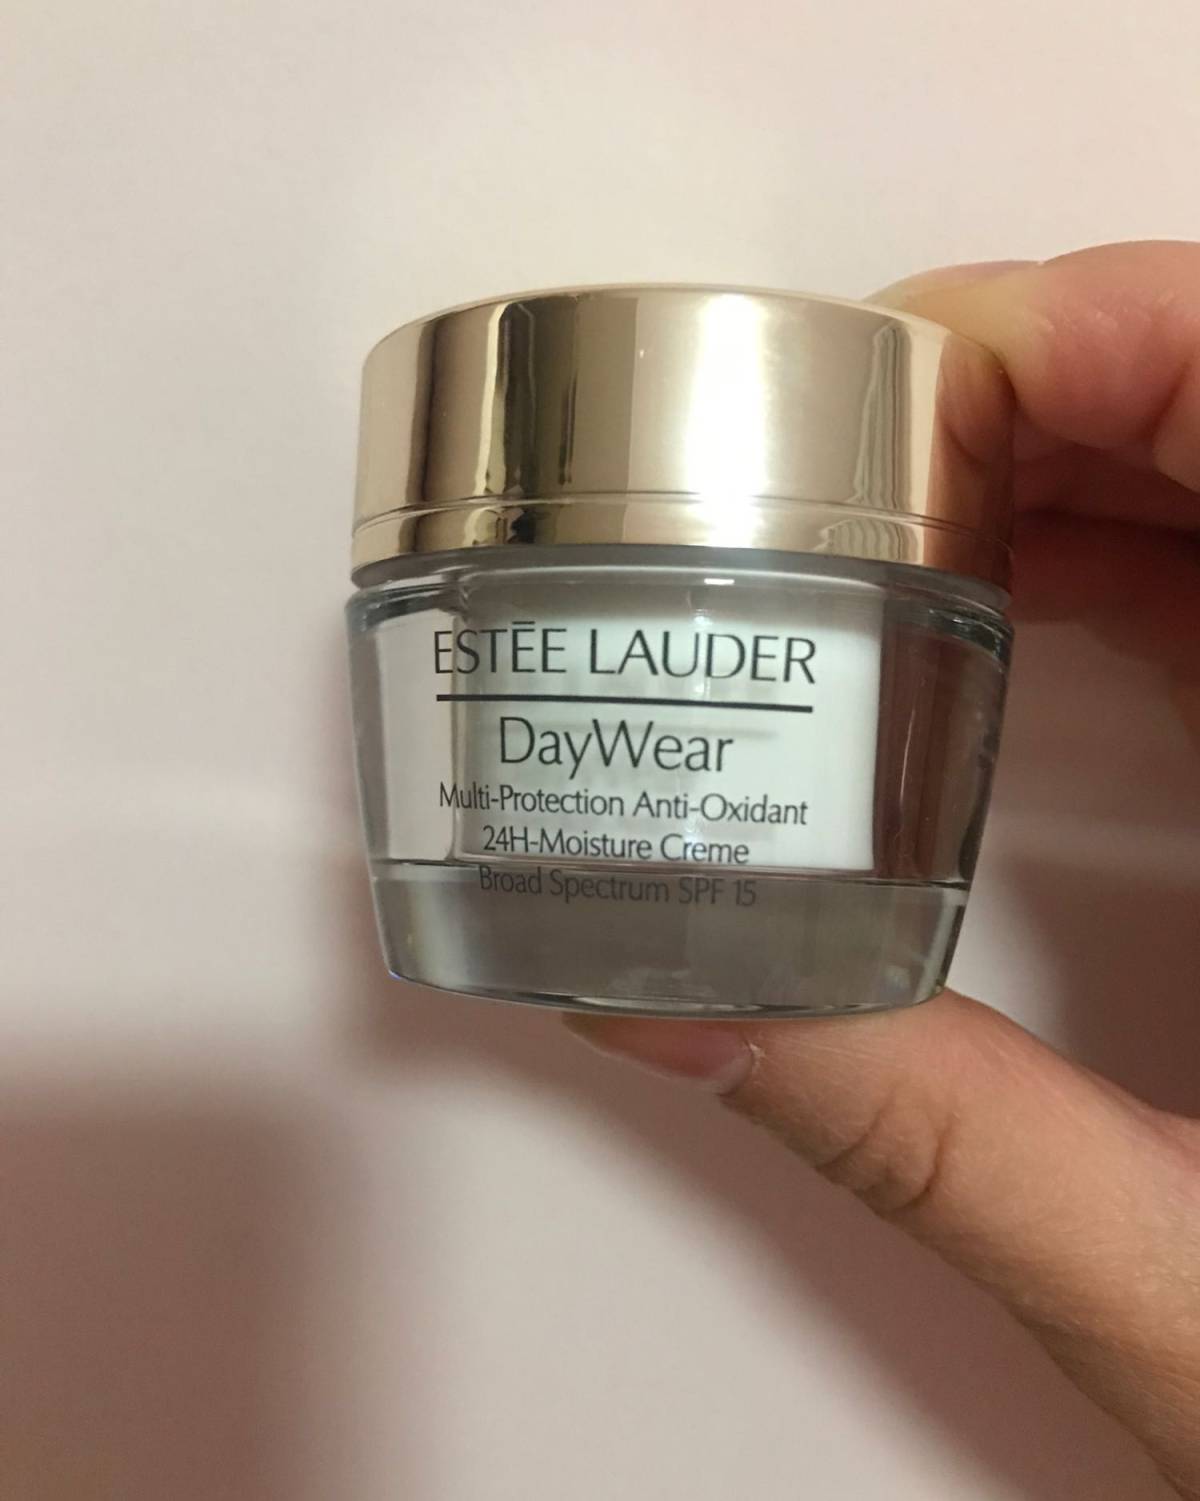 ESTĒE LAUDER
DayWear
Multi-Protection Anti-Oxidant
24H-Moisture Creme
Broad Spectrum SPF 15